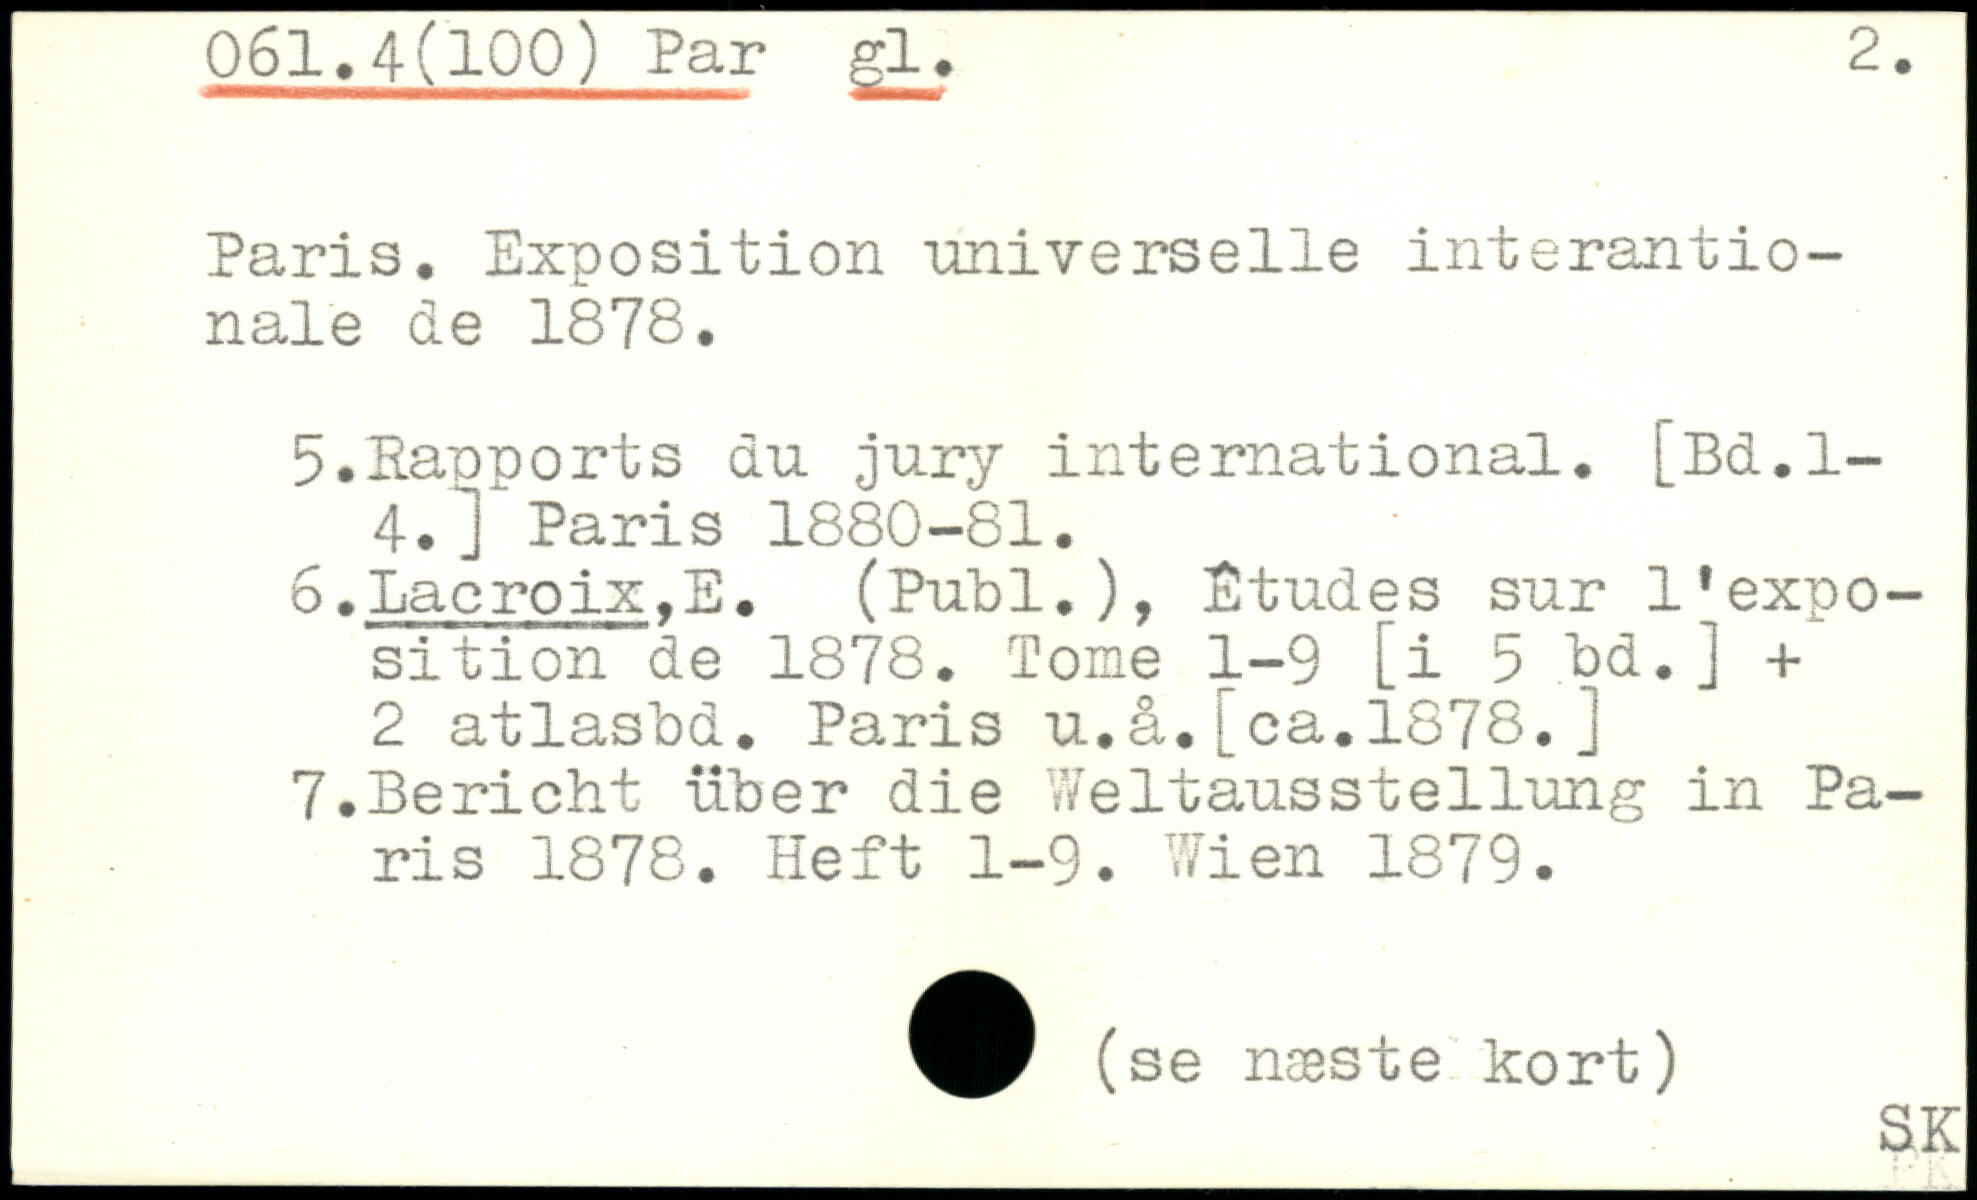 061.4(100) Par gl. 2.
Paris. Exposition universelle interantio-
nale de 1878.
5.Rapports du jury international. [Bd.1-
4.] Paris 1880-81.
6.Lacroix,E. (Publ.), Êtudes sur l'expo-
sition de 1878. Tome 1-9 [i 5 bd.] +
2 atlasbd. Paris u.å.[ca.1878.]
7.Bericht über die Weltausstellung in Pa-
ris 1878. Heft 1-9. Wien 1879.
(se næste kort)
SK